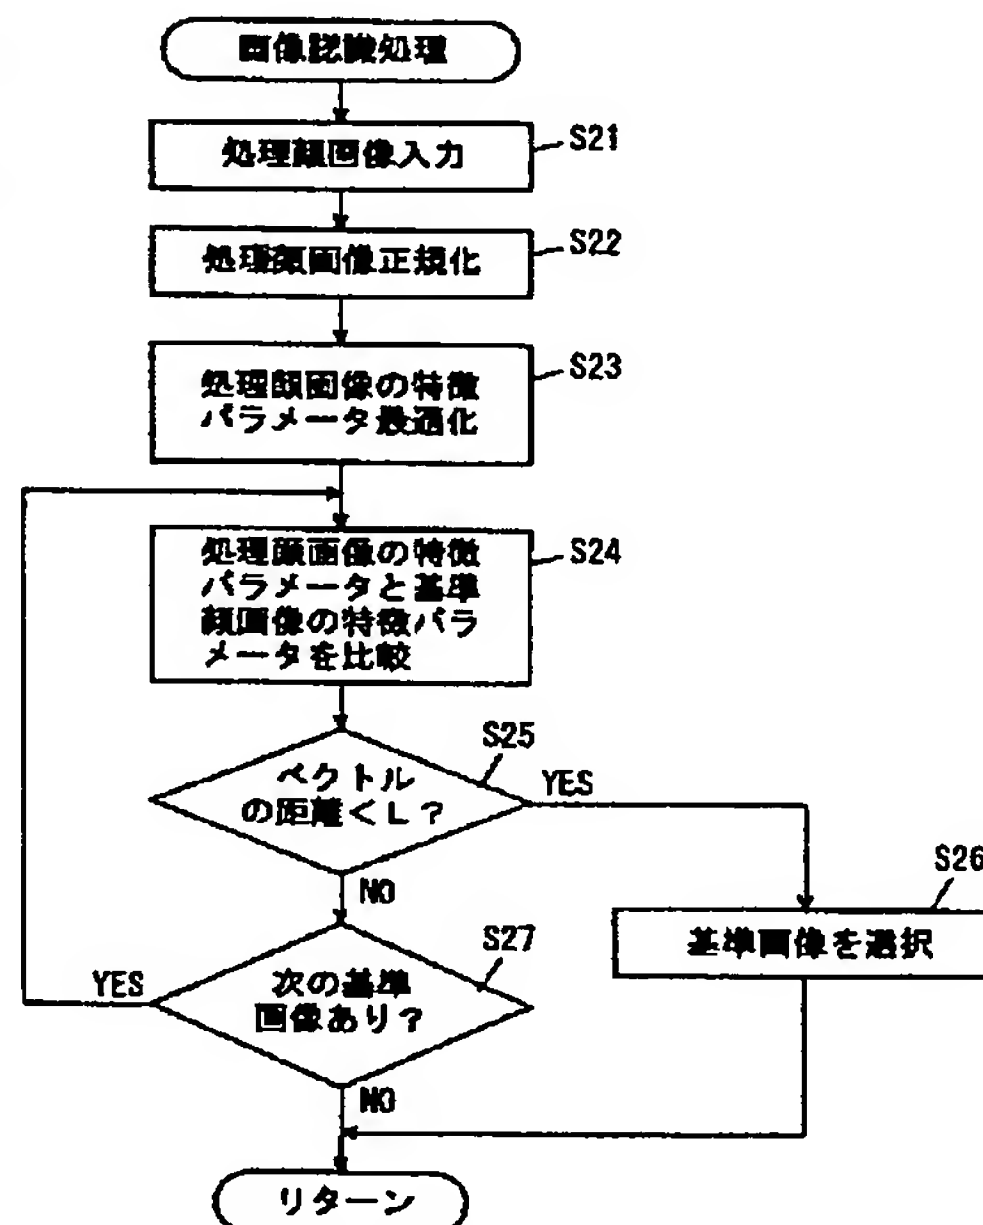 画像認識処理
処理顔画像入力
S21
処理顔画像正規化
S22
処理顔画像の特徴
パラメータ最適化
S23
処理顔画像の特徴
パラメータと基準
顔画像の特徴パラ
メータを比較
S24
ベクトル
の距離<L?
S25
YES
NO
S26
基準画像を選択
次の基準
画像あり?
S27
YES
NO
リターン